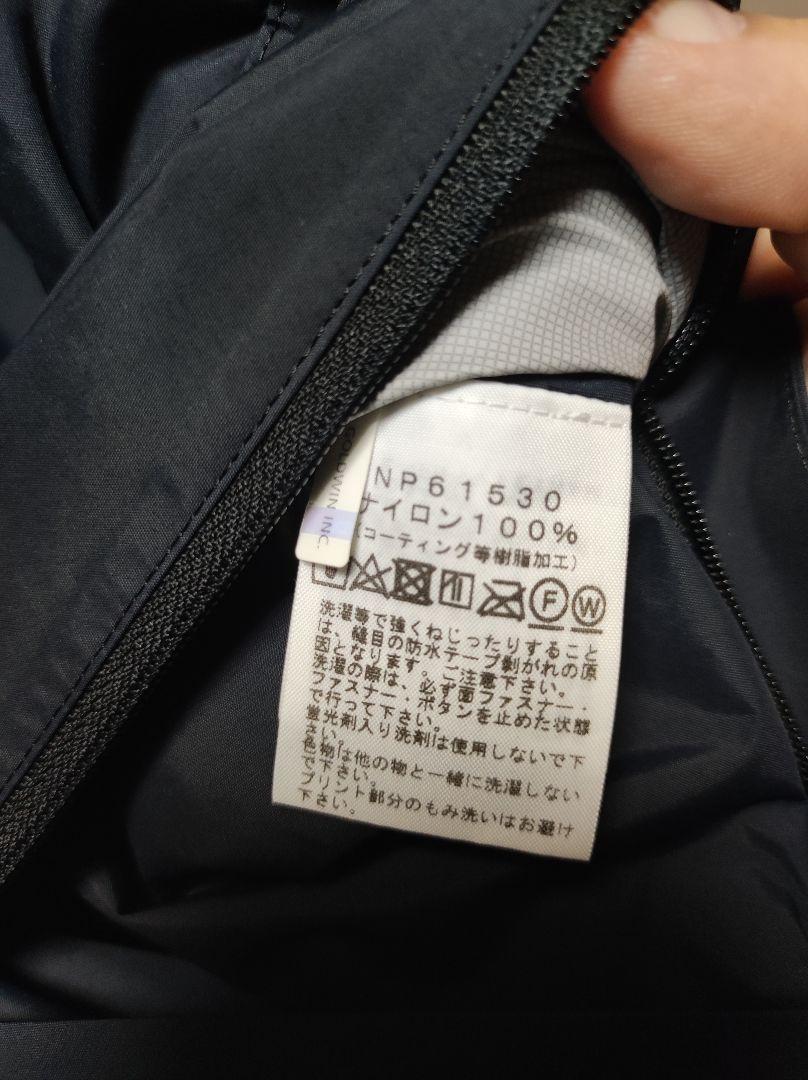 GOLDWIN INC.
NP61530
ナイロン100%
(コーティング等樹脂加工)
F W
洗濯等で強くねじったりすること
は、縫目の防水テープ剥がれの原
因となります。ご注意下さい。
洗濯の際は、必ず面ファスナー・
ファスナー、ボタンを止めた状態
で行って下さい。
蛍光剤入り洗剤は使用しないで下
さい。
色物は他の物と一緒に洗濯しない
で下さい。
プリント部分のもみ洗いはお避け
下さい。